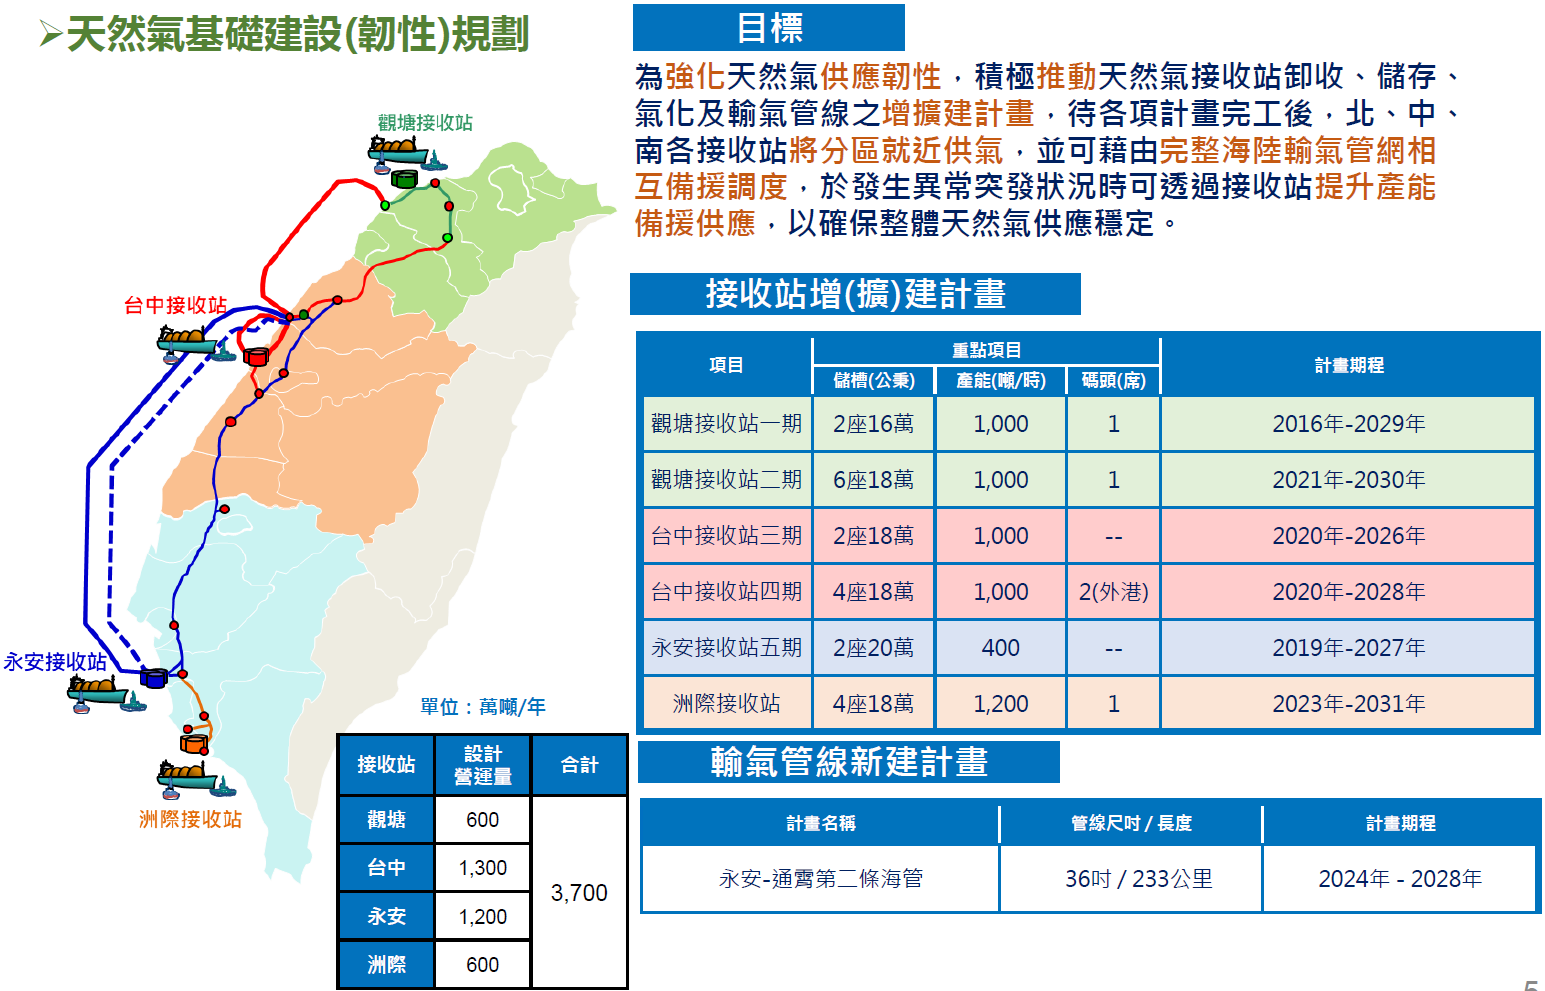 ➢天然氣基礎建設(韌性)規劃
目標
為強化天然氣供應韌性，積極推動天然氣接收站卸收、儲存、
氣化及輸氣管線之增擴建計畫，待各項計畫完工後，北、中、
南各接收站將分區就近供氣，並可藉由完整海陸輸氣管網相
互備援調度，於發生異常突發狀況時可透過接收站提升產能
備援供應，以確保整體天然氣供應穩定。
觀塘接收站
台中接收站
永安接收站
洲際接收站
單位：萬噸/年
接收站 設計營運量 合計
觀塘 600 3,700
台中 1,300
永安 1,200
洲際 600
接收站增(擴)建計畫
項目 重點項目 計畫期程
儲槽(公秉) 產能(噸/時) 碼頭(席)
觀塘接收站一期 2座16萬 1,000 1 2016年-2029年
觀塘接收站二期 6座18萬 1,000 1 2021年-2030年
台中接收站三期 2座18萬 1,000 -- 2020年-2026年
台中接收站四期 4座18萬 1,000 2(外港) 2020年-2028年
永安接收站五期 2座20萬 400 -- 2019年-2027年
洲際接收站 4座18萬 1,200 1 2023年-2031年
輸氣管線新建計畫
計畫名稱 管線尺吋 / 長度 計畫期程
永安-通霄第二條海管 36吋 / 233公里 2024年 - 2028年
5